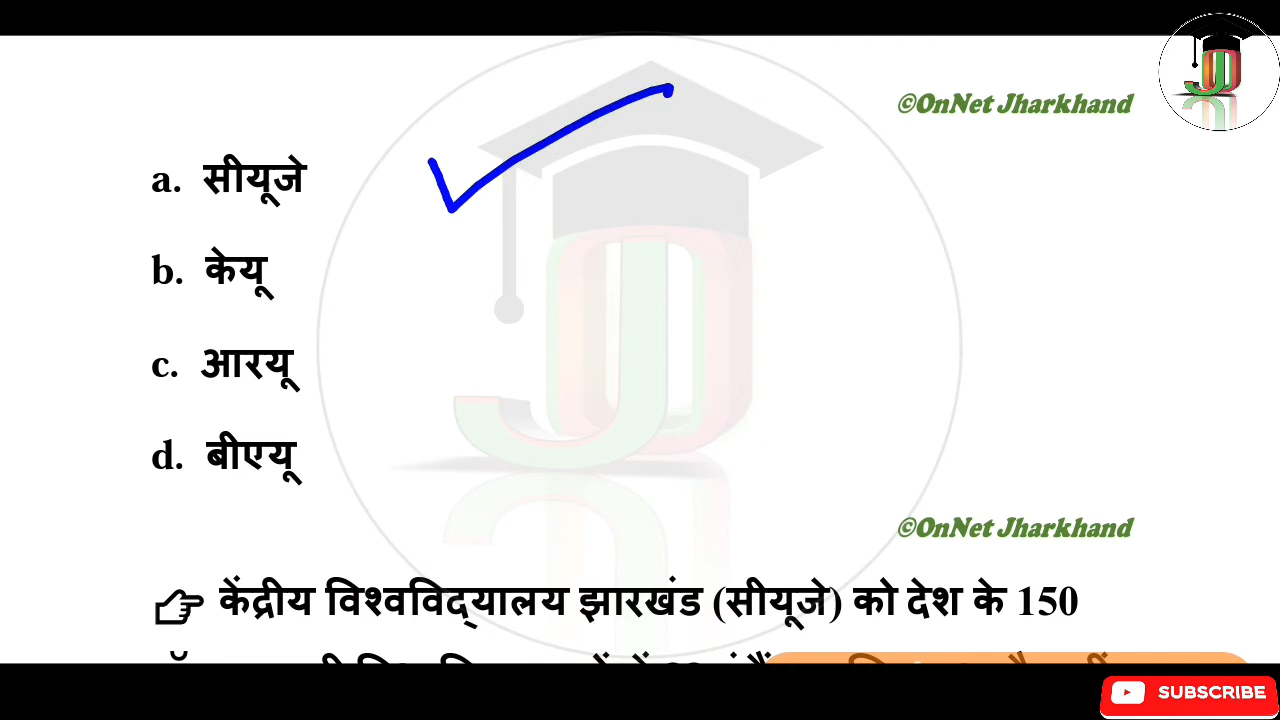 ©OnNet Jharkhand
a. सीयूजे
b. केयू
c. आरयू
d. बीएयू
©OnNet Jharkhand
केंद्रीय विश्वविद्यालय झारखंड (सीयूजे) को देश के 150
SUBSCRIBE